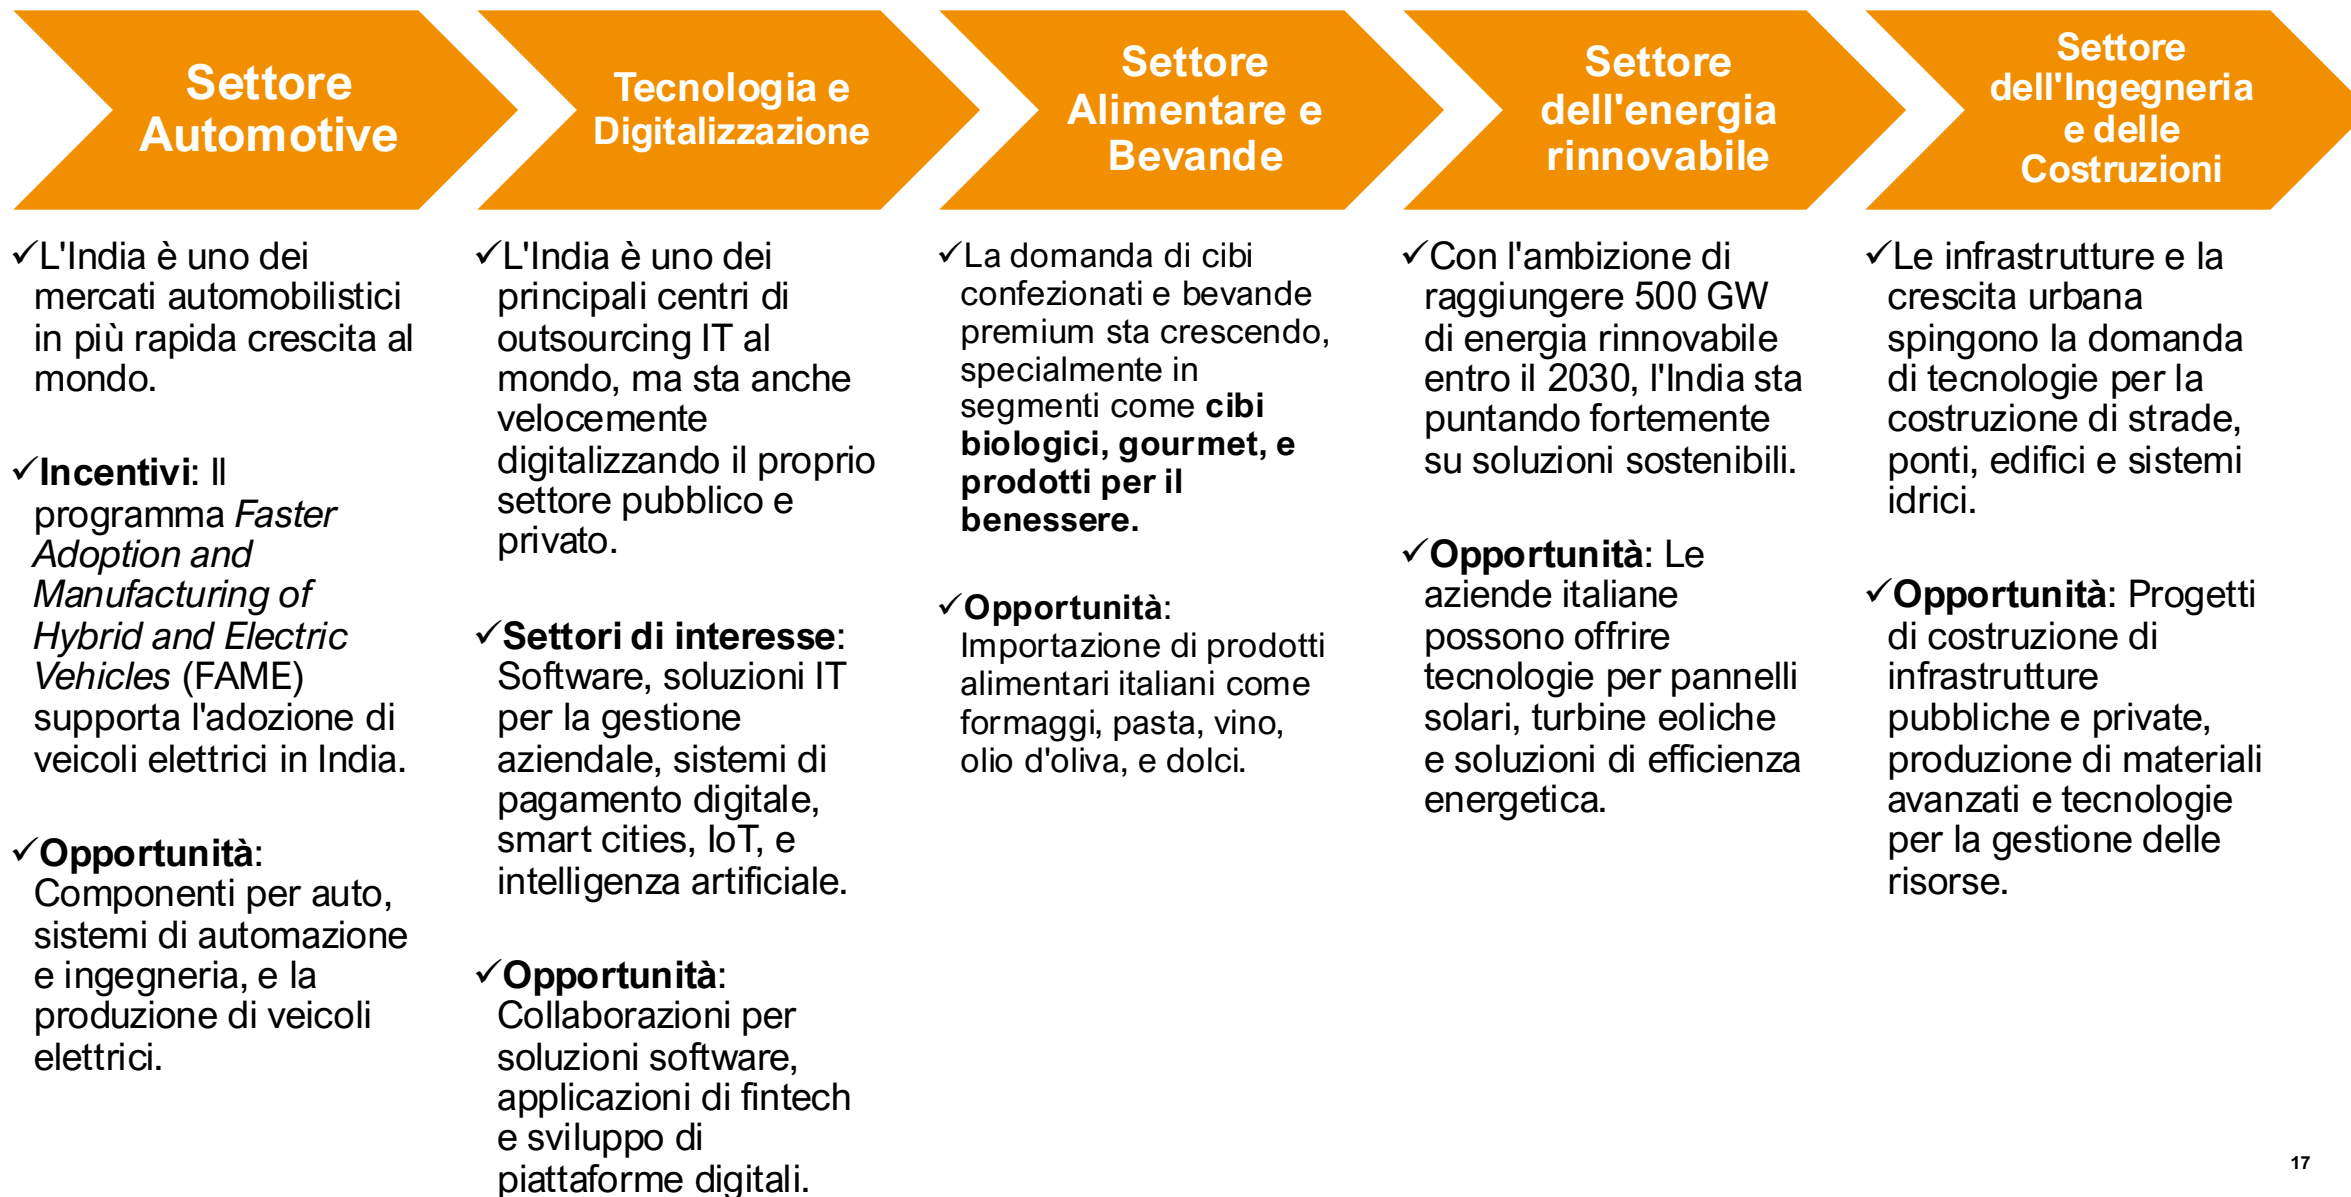 Settore
Automotive
Tecnologia e
Digitalizzazione
Settore
Alimentare e
Bevande
Settore
dell'energia
rinnovabile
Settore
dell'Ingegneria
e delle
Costruzioni
✓L'India è uno dei
mercati automobilistici
in più rapida crescita al
mondo.
✓Incentivi: Il
programma Faster
Adoption and
Manufacturing of
Hybrid and Electric
Vehicles (FAME)
supporta l'adozione di
veicoli elettrici in India.
✓Opportunità:
Componenti per auto,
sistemi di automazione
e ingegneria, e la
produzione di veicoli
elettrici.
✓L'India è uno dei
principali centri di
outsourcing IT al
mondo, ma sta anche
velocemente
digitalizzando il proprio
settore pubblico e
privato.
✓Settori di interesse:
Software, soluzioni IT
per la gestione
aziendale, sistemi di
pagamento digitale,
smart cities, IoT, e
intelligenza artificiale.
✓Opportunità:
Collaborazioni per
soluzioni software,
applicazioni di fintech
e sviluppo di
piattaforme digitali.
✓La domanda di cibi
confezionati e bevande
premium sta crescendo,
specialmente in
segmenti come cibi
biologici, gourmet, e
prodotti per il
benessere.
✓Opportunità:
Importazione di prodotti
alimentari italiani come
formaggi, pasta, vino,
olio d'oliva, e dolci.
✓Con l'ambizione di
raggiungere 500 GW
di energia rinnovabile
entro il 2030, l'India sta
puntando fortemente
su soluzioni sostenibili.
✓Opportunità: Le
aziende italiane
possono offrire
tecnologie per pannelli
solari, turbine eoliche
e soluzioni di efficienza
energetica.
✓Le infrastrutture e la
crescita urbana
spingono la domanda
di tecnologie per la
costruzione di strade,
ponti, edifici e sistemi
idrici.
✓Opportunità: Progetti
di costruzione di
infrastrutture
pubbliche e private,
produzione di materiali
avanzati e tecnologie
per la gestione delle
risorse.
17